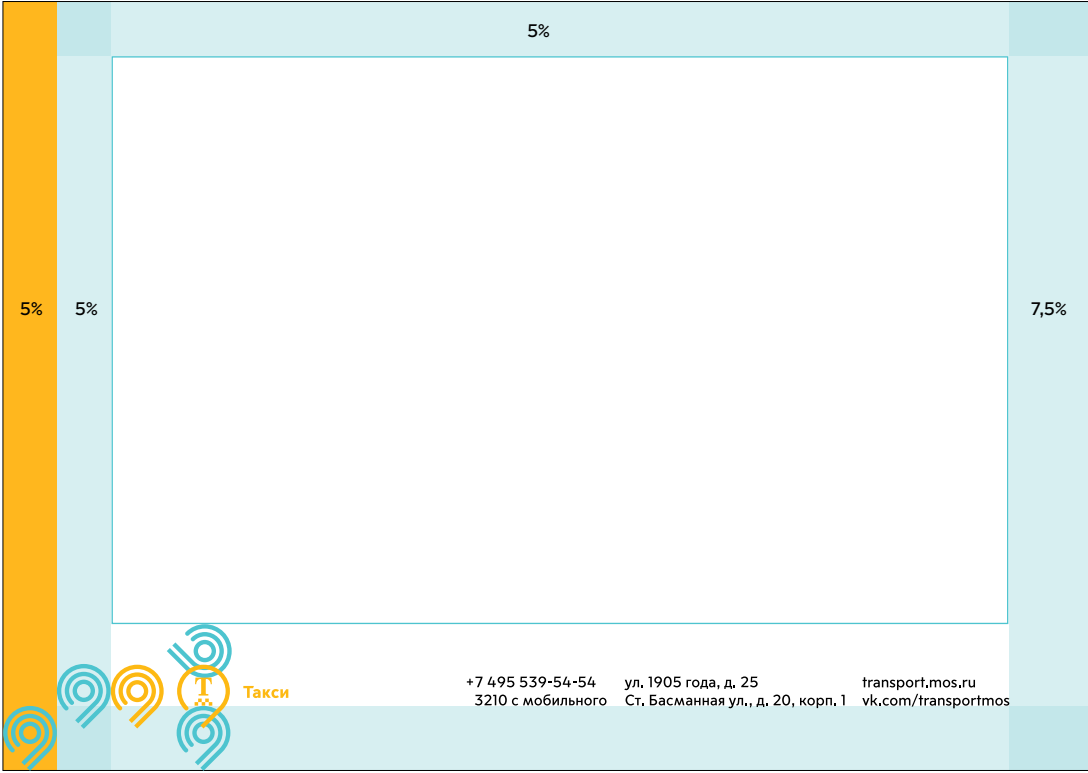 5%
5%
5%
7,5%
T
Такси
+7 495 539-54-54
3210 с мобильного
ул. 1905 года, д. 25
Ст. Басманная ул., д. 20, корп. 1
transport.mos.ru
vk.com/transportmos